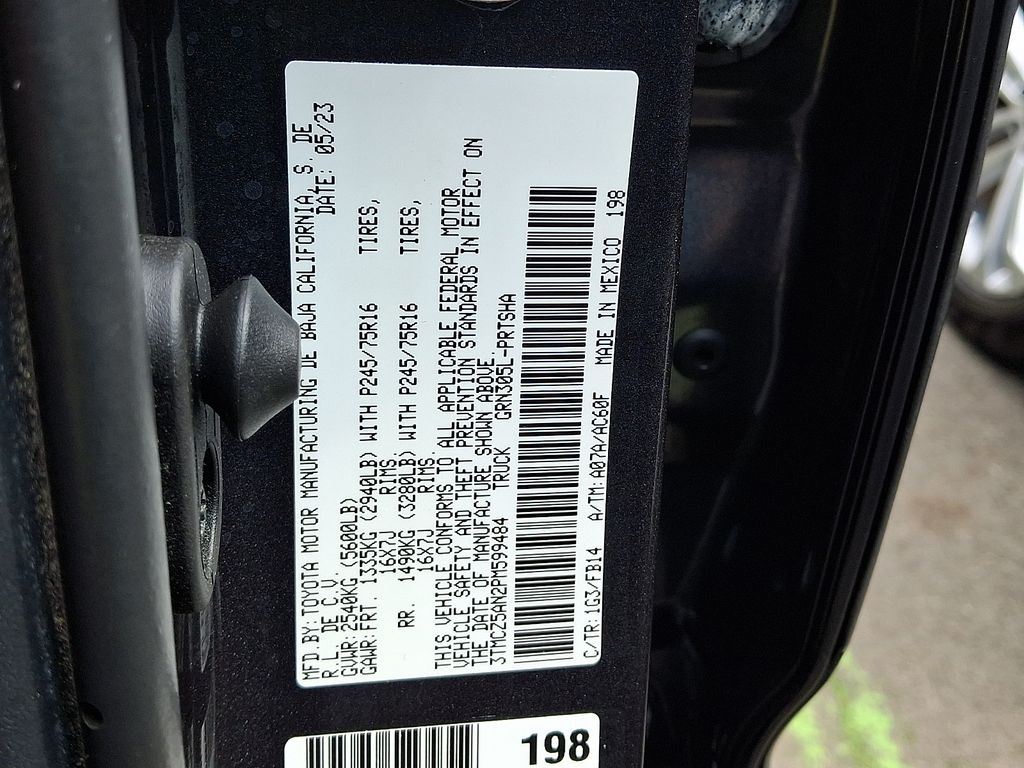 MFD.BY:TOYOTA MOTOR MANUFACTURING DE BAJA CALIFORNIA, S. DE
R.L. DE C.V. DATE: 05/23
GVWR:2540KG (5600LB)
GAWR:FRT. 1335KG (2940LB) WITH P245/75R16 TIRES,
16X7J RIMS.
RR. 1490KG (3280LB) WITH P245/75R16 TIRES,
16X7J RIMS.
THIS VEHICLE CONFORMS TO ALL APPLICABLE FEDERAL MOTOR
VEHICLE SAFETY AND THEFT PREVENTION STANDARDS IN EFFECT ON
THE DATE OF MANUFACTURE SHOWN ABOVE.
3TMCZ5AN2PM599484 TRUCK GRN305L-PRTSHA
C/TR:1G3/FB14 A/TM:A07A/AC60F MADE IN MEXICO 198
198